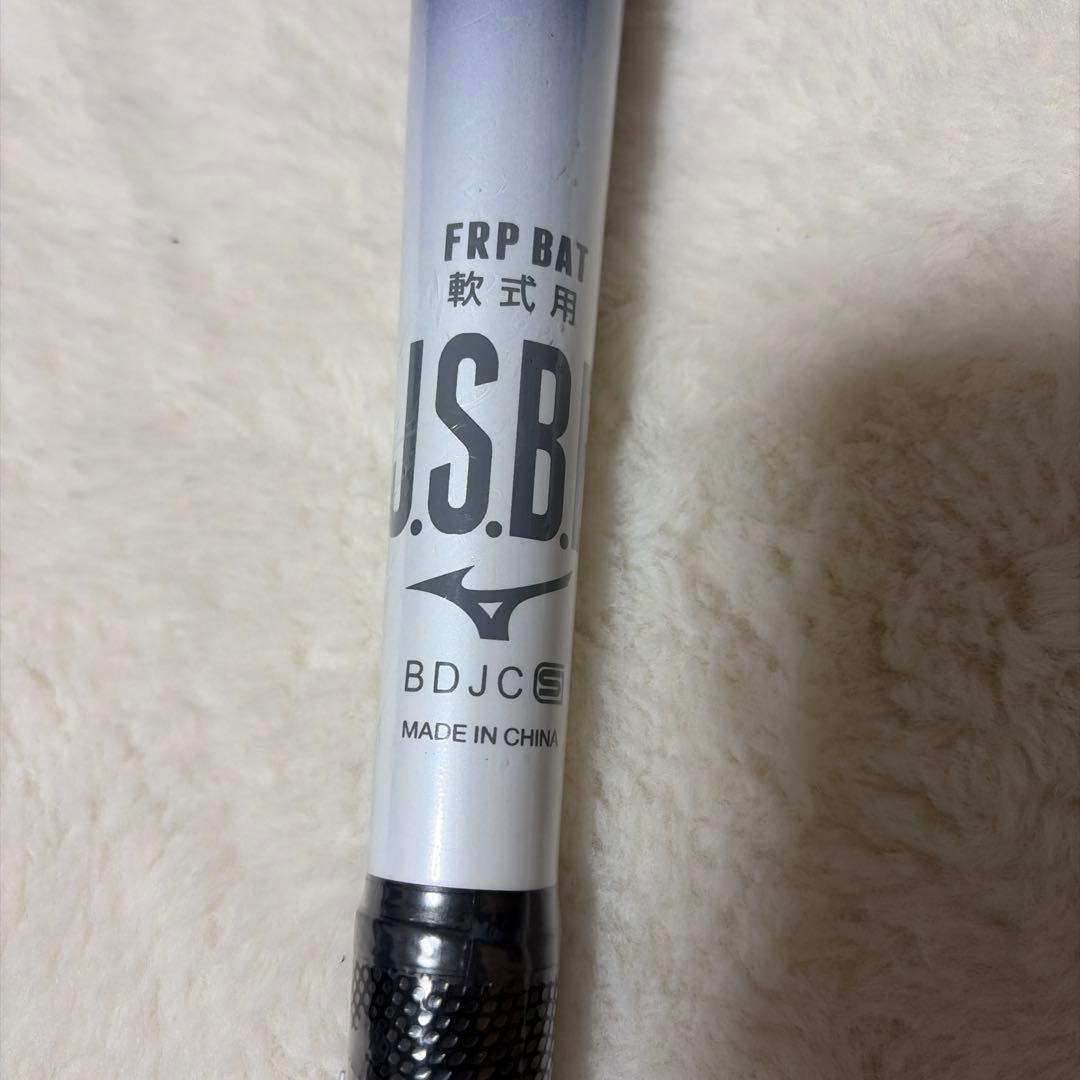 FRP BAT
軟式用
J.S.B.B
BDJC S
MADE IN CHINA